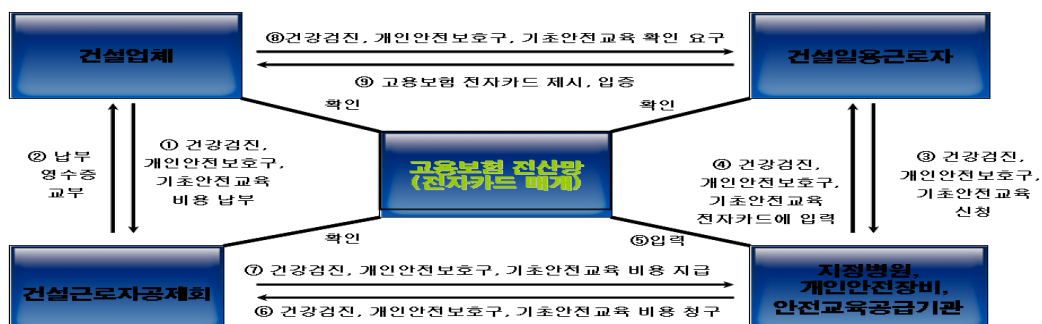 ⑧건강검진, 개인안전보호구, 기초안전교육 확인 요구
건설업체
건설일용근로자
⑨ 고용보험 전자카드 제시, 입증
확인
확인
② 납부
영수증
교부
① 건강검진,
개인안전보호구,
기초안전교육
비용 납부
고용보험 전산망
(전자카드 매개)
④ 건강검진,
개인안전보호구,
기초안전교육
전자카드에 입력
③ 건강검진,
개인안전보호구,
기초안전교육
신청
확인
⑤입력
⑦ 건강검진, 개인안전보호구, 기초안전교육 비용 지급
건설근로자공제회
지정병원,
개인안전장비,
안전교육공급기관
⑥ 건강검진, 개인안전보호구, 기초안전교육 비용 청구